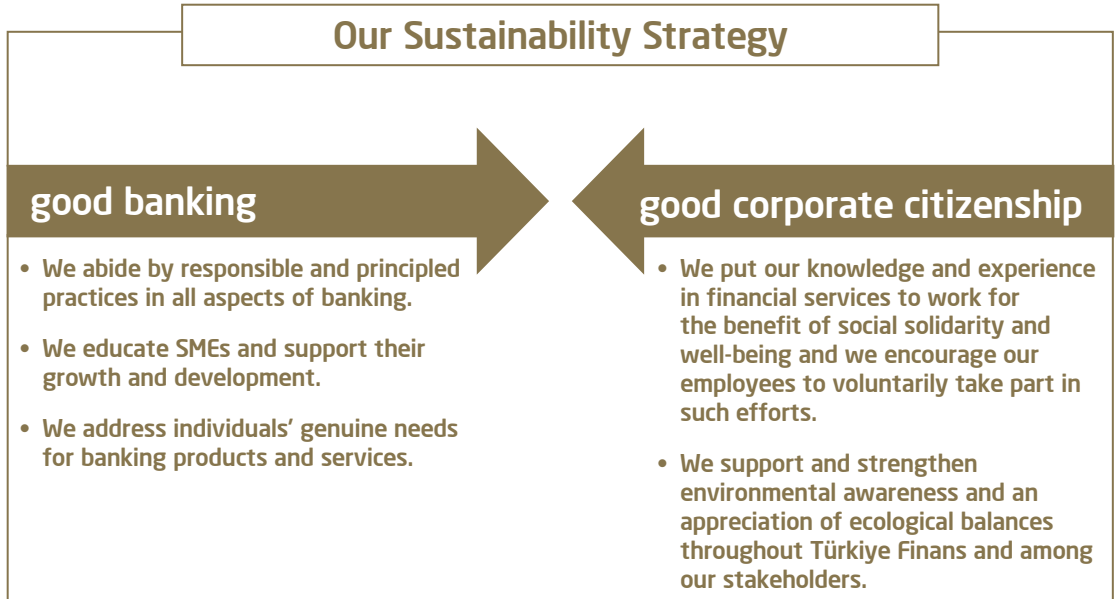 Our Sustainability Strategy
good banking
• We abide by responsible and principled
practices in all aspects of banking.
• We educate SMEs and support their
growth and development.
• We address individuals’ genuine needs
for banking products and services.
good corporate citizenship
• We put our knowledge and experience
in financial services to work for
the benefit of social solidarity and
well-being and we encourage our
employees to voluntarily take part in
such efforts.
• We support and strengthen
environmental awareness and an
appreciation of ecological balances
throughout Türkiye Finans and among
our stakeholders.